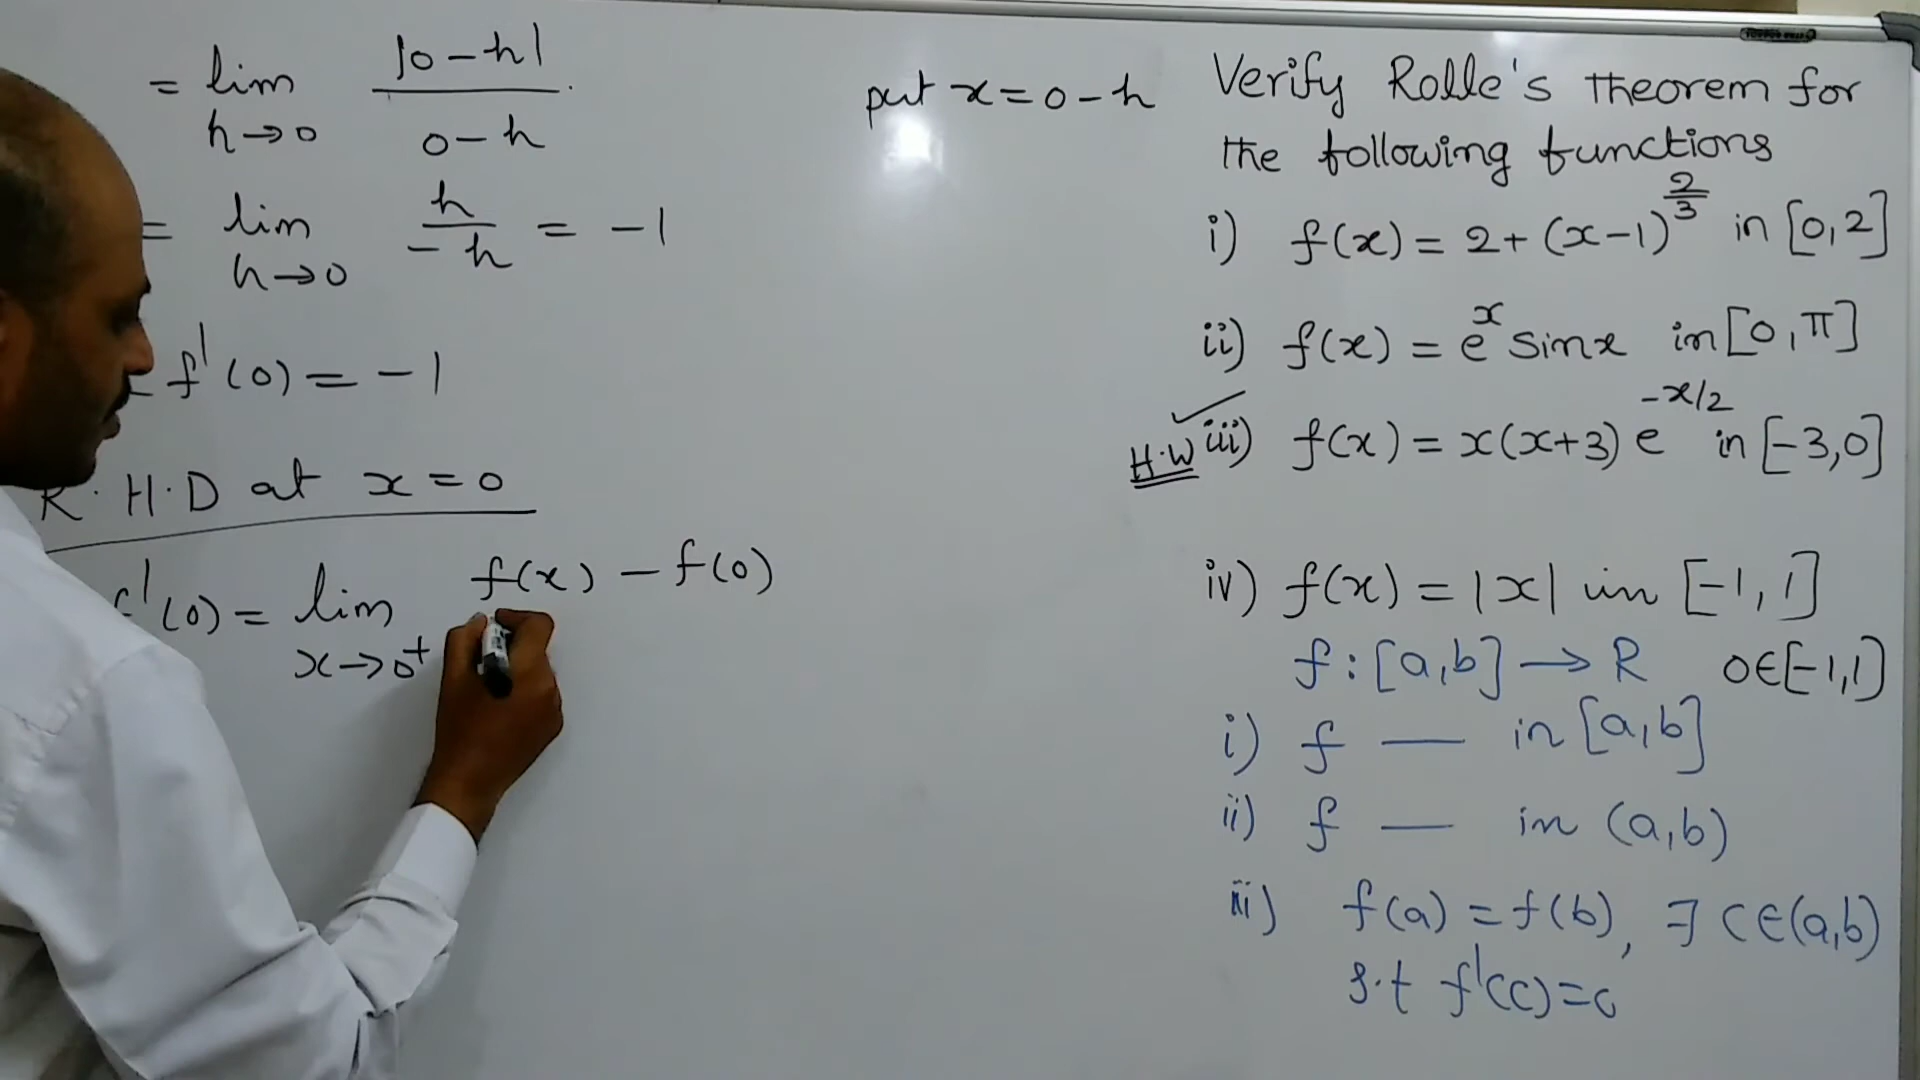 = lim |0-h| / 0-h put x=0-h
h→0
= lim h / -h = -1
h→0
f'(0) = -1
R.H.D at x=0
f'(0) = lim f(x) - f(0)
x→0+
Verify Rolle's Theorem for
the following functions
i) f(x) = 2+(x-1)^2/3 in [0,2]
ii) f(x) = e^x sinx in [0,π]
H.W iii) f(x) = x(x+3) e^-x/2 in [-3,0]
iv) f(x) = |x| in [-1,1]
f:[a,b]→R 0∈[-1,1]
i) f — in [a,b]
ii) f — in (a,b)
iii) f(a) = f(b), ∃ c∈(a,b)
s.t f'(c)=0